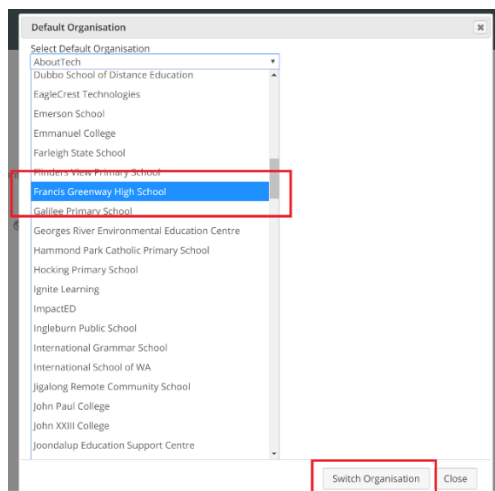 Default Organisation
Select Default Organisation
AboutTech
Dubbo School of Distance Education
EagleCrest Technologies
Emerson School
Emmanuel College
Farleigh State School
Flinders View Primary School
Francis Greenway High School
Galilee Primary School
Georges River Environmental Education Centre
Hammond Park Catholic Primary School
Hocking Primary School
Ignite Learning
ImpactED
Ingleburn Public School
International Grammar School
International School of WA
Jigalong Remote Community School
John Paul College
John XXIII College
Joondalup Education Support Centre
Switch Organisation Close